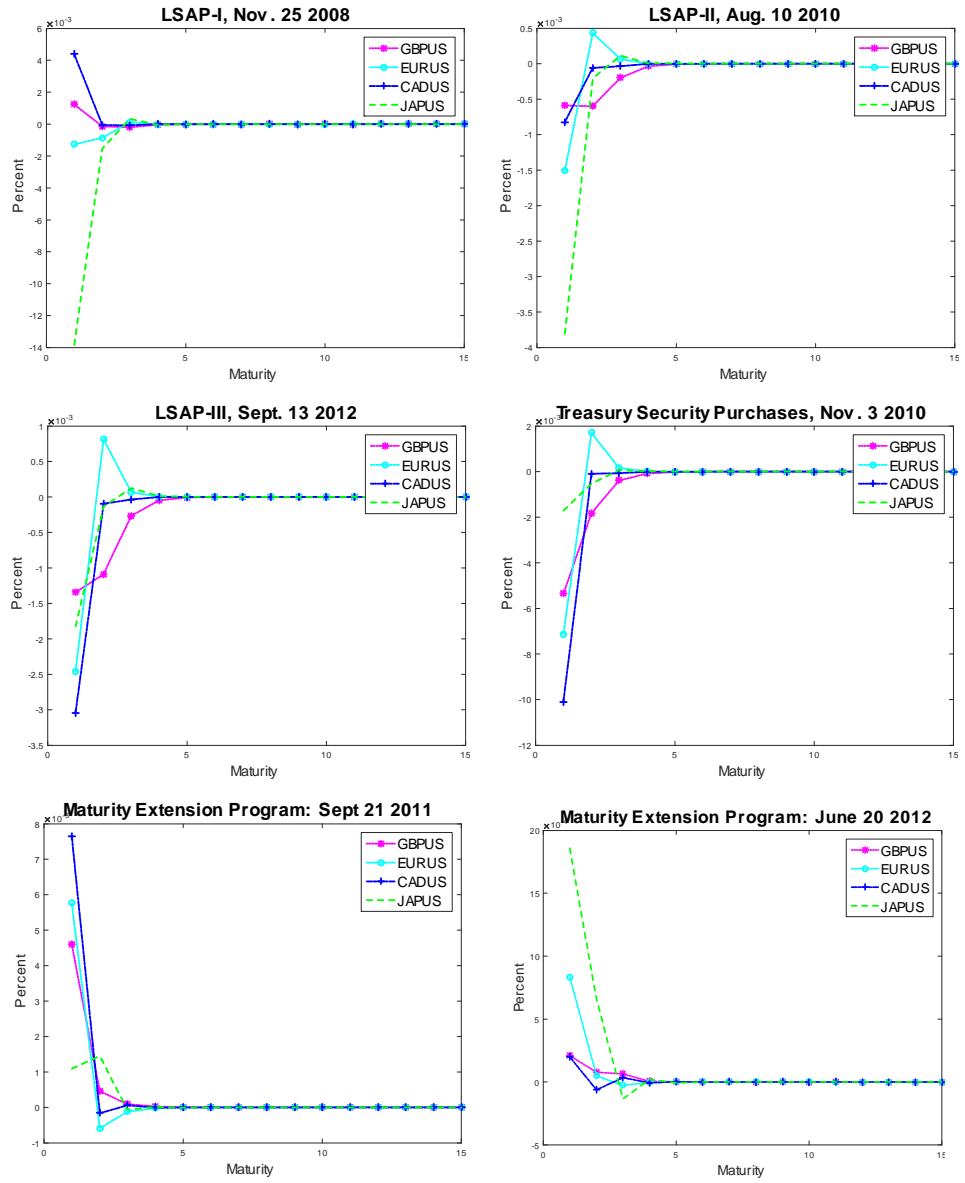 LSAP-I, Nov. 25 2008
×10⁻³
6
4
2
0
-2
-4
-6
-8
-10
-12
-14
Percent
0 5 10 15
Maturity
GBPUS
EURUS
CADUS
JAPUS
LSAP-II, Aug. 10 2010
×10⁻³
0.5
0
-0.5
-1
-1.5
-2
-2.5
-3
-3.5
-4
Percent
0 5 10 15
Maturity
GBPUS
EURUS
CADUS
JAPUS
LSAP-III, Sept. 13 2012
×10⁻³
1
0.5
0
-0.5
-1
-1.5
-2
-2.5
-3
-3.5
Percent
0 5 10 15
Maturity
GBPUS
EURUS
CADUS
JAPUS
Treasury Security Purchases, Nov. 3 2010
×10⁻³
2
0
-2
-4
-6
-8
-10
-12
Percent
0 5 10 15
Maturity
GBPUS
EURUS
CADUS
JAPUS
Maturity Extension Program: Sept 21 2011
8
7
6
5
4
3
2
1
0
-1
Percent
0 5 10 15
Maturity
GBPUS
EURUS
CADUS
JAPUS
Maturity Extension Program: June 20 2012
20
15
10
5
0
-5
Percent
0 5 10 15
Maturity
GBPUS
EURUS
CADUS
JAPUS